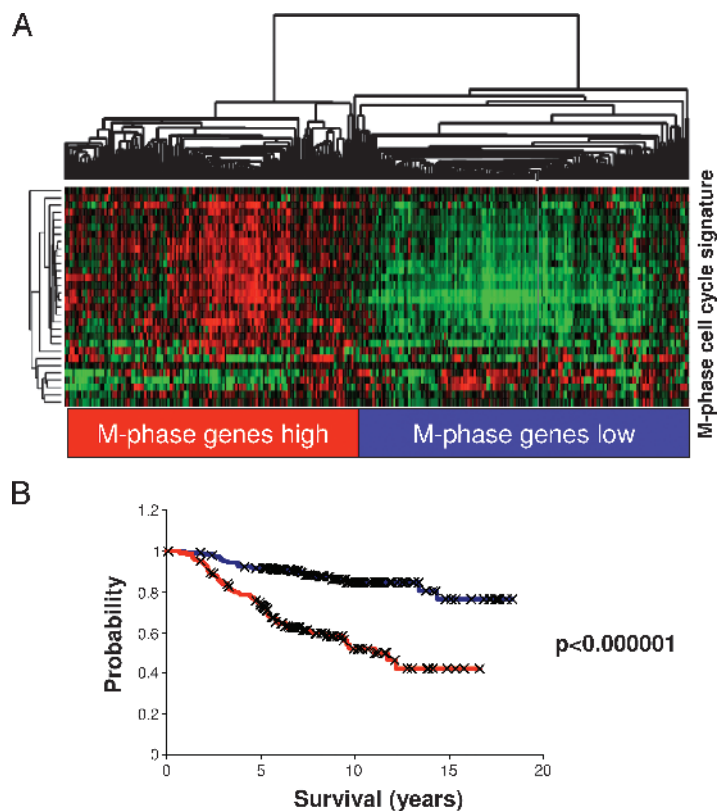 A
M-phase cell cycle signature
M-phase genes high
M-phase genes low
B
1.2
1
0.8
0.6
0.4
0.2
0
Probability
p<0.000001
0
5
10
15
20
Survival (years)